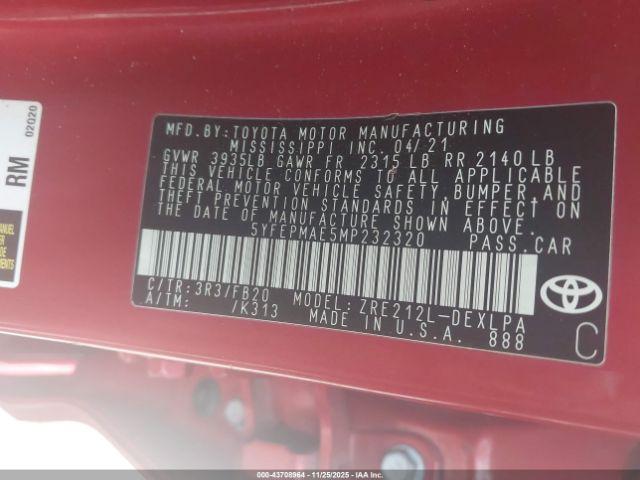 MFD.BY:TOYOTA MOTOR MANUFACTURING
MISSISSIPPI INC. 04/21
GVWR 3935LB GAWR FR 2315 LB RR 2140 LB
THIS VEHICLE CONFORMS TO ALL APPLICABLE
FEDERAL MOTOR VEHICLE SAFETY, BUMPER, AND
THEFT PREVENTION STANDARDS IN EFFECT ON
THE DATE OF MANUFACTURE SHOWN ABOVE.
5YFEPMAE5MP232320 PASS.CAR
C/TR:3R3/FB20 MODEL: ZRE212L-DEXLPA
A/TM: /K313 MADE IN U.S.A. 888
TOYOTA
C
02020
RM
000-43708964 11/25/2025 IAAI.com